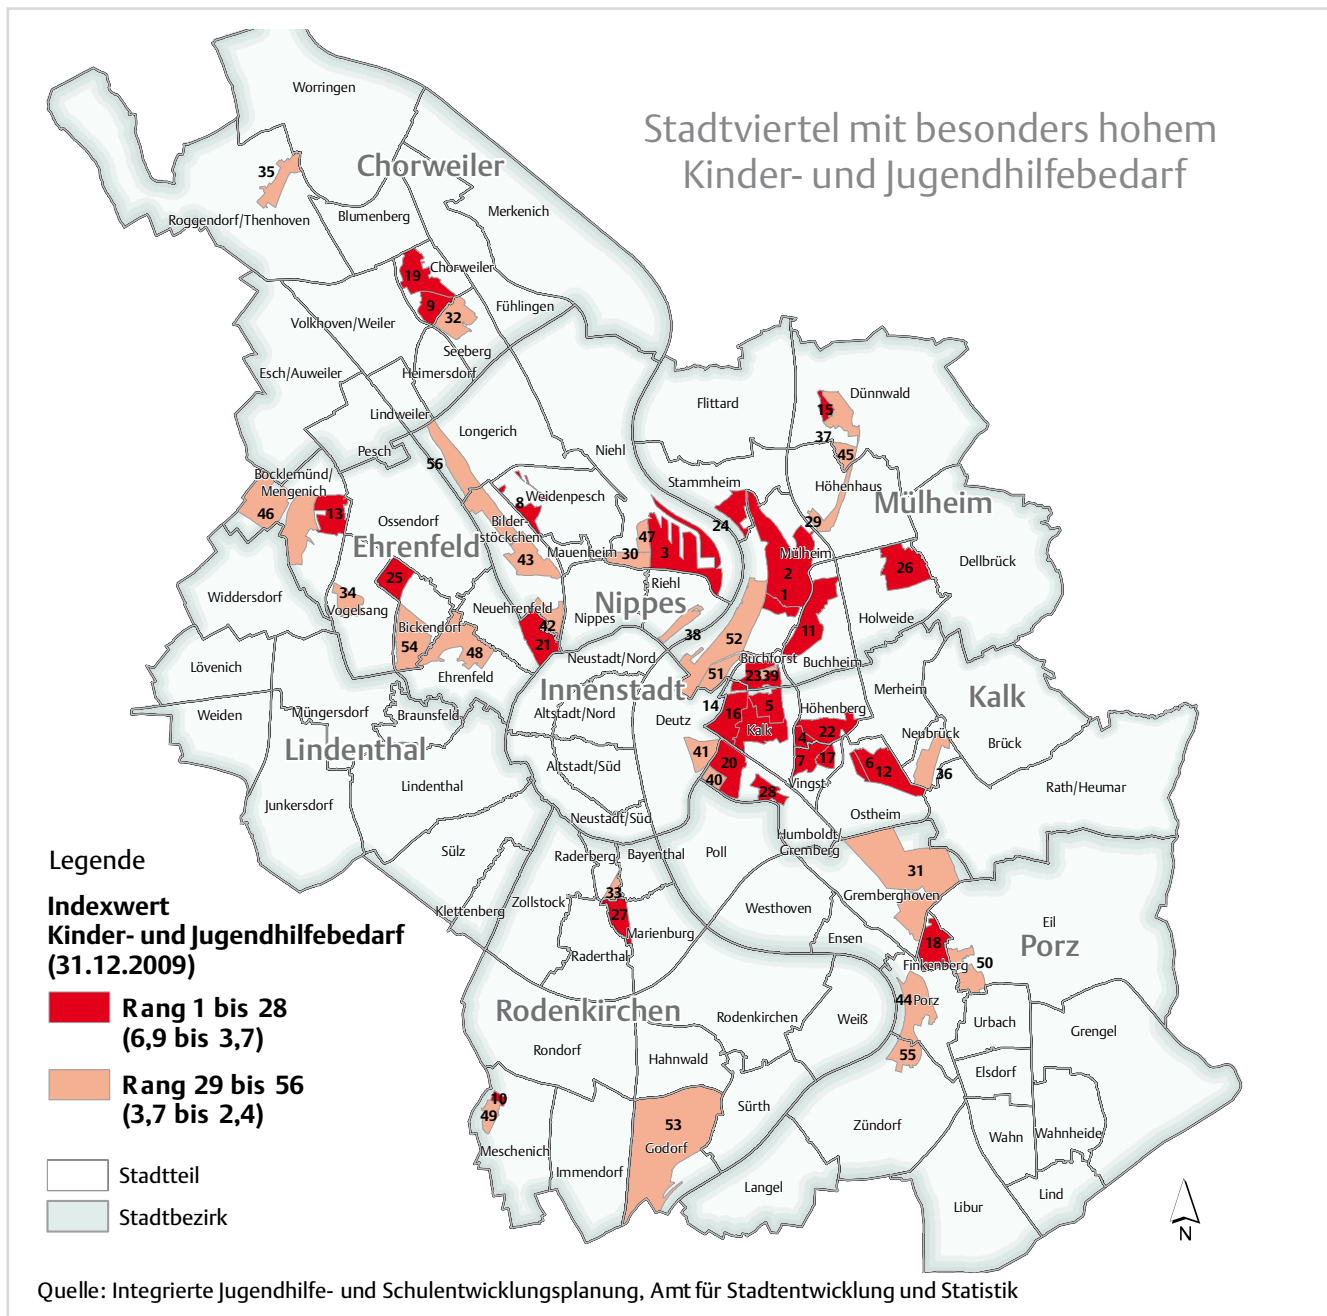 Stadtviertel mit besonders hohem
Kinder- und Jugendhilfebedarf
Worringen
35
Chorweiler
Roggendorf/Thenhoven
Blumenberg
Merkenich
19
Chorweiler
9
32
Fühlingen
Volkhoven/Weiler
Seeberg
Esch/Auweiler
Heimersdorf
Lindweiler
Pesch
Longerich
56
Niehl
Flittard
Dünnwald
15
37
45
Höhenhaus
Mülheim
Stammheim
24
29
Mülheim
2
1
26
Dellbrück
Holweide
11
Buchheim
Bocklemünd/
Mengenich
46
13
Ossendorf
Ehrenfeld
25
34
Vogelsang
Widdersdorf
Bickendorf
54
48
Ehrenfeld
Neuehrenfeld
42
21
8
Weidenpesch
Bilder-
stöckchen
43
Mauenheim
30
47
3
Riehl
Nippes
Nippes
38
52
51
Neustadt/Nord
Innenstadt
Altstadt/Nord
Deutz
Altstadt/Süd
Neustadt/Süd
Lövenich
Weiden
Müngersdorf
Braunsfeld
Lindenthal
Lindenthal
Junkersdorf
Sülz
Klettenberg
Buchforst
23
39
14
16
5
Kalk
Höhenberg
4
22
7
17
Vingst
Merheim
Kalk
Neubrück
36
Brück
6
12
Ostheim
Rath/Heumar
41
20
40
28
Humboldt/
Gremberg
Poll
31
Gremberghoven
Westhoven
Ensen
Eil
Porz
18
Finkenberg
50
44
Porz
55
Urbach
Grengel
Elsdorf
Wahn
Wahnheide
Zündorf
Lind
Libur
Langel
Raderberg
Bayenthal
33
27
Zollstock
Marienburg
Raderthal
Rodenkirchen
Rodenkirchen
Weiß
Rondorf
Hahnwald
Sürth
10
49
Meschenich
Immendorf
53
Godorf
Legende
Indexwert
Kinder- und Jugendhilfebedarf
(31.12.2009)
Rang 1 bis 28
(6,9 bis 3,7)
Rang 29 bis 56
(3,7 bis 2,4)
Stadtteil
Stadtbezirk
N
Quelle: Integrierte Jugendhilfe- und Schulentwicklungsplanung, Amt für Stadtentwicklung und Statistik